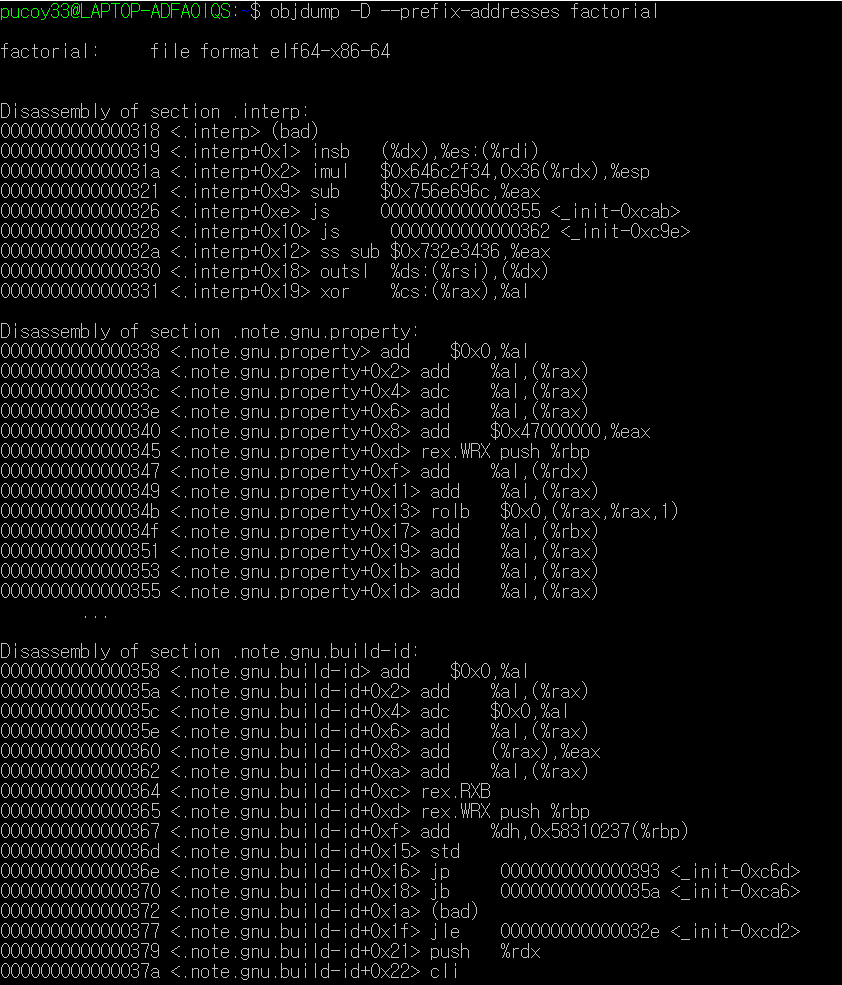 pucoy33@LAPTOP-ADFAOIQS:~$ objdump -D --prefix-addresses factorial
factorial:     file format elf64-x86-64
Disassembly of section .interp:
0000000000000318 <.interp> (bad)
0000000000000319 <.interp+0x1> insb   (%dx),%es:(%rdi)
000000000000031a <.interp+0x2> imul   $0x646c2f34,0x36(%rdx),%esp
0000000000000321 <.interp+0x9> sub    $0x756e696c,%eax
0000000000000326 <.interp+0xe> js     0000000000000355 <_init-0xcab>
0000000000000328 <.interp+0x10> js     0000000000000362 <_init-0xc9e>
000000000000032a <.interp+0x12> ss sub $0x732e3436,%eax
0000000000000330 <.interp+0x18> outsl  %ds:(%rsi),(%dx)
0000000000000331 <.interp+0x19> xor    %cs:(%rax),%al
Disassembly of section .note.gnu.property:
0000000000000338 <.note.gnu.property> add    $0x0,%al
000000000000033a <.note.gnu.property+0x2> add    %al,(%rax)
000000000000033c <.note.gnu.property+0x4> adc    %al,(%rax)
000000000000033e <.note.gnu.property+0x6> add    %al,(%rax)
0000000000000340 <.note.gnu.property+0x8> add    $0x47000000,%eax
0000000000000345 <.note.gnu.property+0xd> rex.WRX push %rbp
0000000000000347 <.note.gnu.property+0xf> add    %al,(%rdx)
0000000000000349 <.note.gnu.property+0x11> add    %al,(%rax)
000000000000034b <.note.gnu.property+0x13> rolb   $0x0,(%rax,%rax,1)
000000000000034f <.note.gnu.property+0x17> add    %al,(%rbx)
0000000000000351 <.note.gnu.property+0x19> add    %al,(%rax)
0000000000000353 <.note.gnu.property+0x1b> add    %al,(%rax)
0000000000000355 <.note.gnu.property+0x1d> add    %al,(%rax)
...
Disassembly of section .note.gnu.build-id:
0000000000000358 <.note.gnu.build-id> add    $0x0,%al
000000000000035a <.note.gnu.build-id+0x2> add    %al,(%rax)
000000000000035c <.note.gnu.build-id+0x4> adc    $0x0,%al
000000000000035e <.note.gnu.build-id+0x6> add    %al,(%rax)
0000000000000360 <.note.gnu.build-id+0x8> add    (%rax),%eax
0000000000000362 <.note.gnu.build-id+0xa> add    %al,(%rax)
0000000000000364 <.note.gnu.build-id+0xc> rex.RXB
0000000000000365 <.note.gnu.build-id+0xd> rex.WRX push %rbp
0000000000000367 <.note.gnu.build-id+0xf> add    %dh,0x58310237(%rbp)
000000000000036d <.note.gnu.build-id+0x15> std
000000000000036e <.note.gnu.build-id+0x16> jp     0000000000000393 <_init-0xc6d>
0000000000000370 <.note.gnu.build-id+0x18> jb     000000000000035a <_init-0xca6>
0000000000000372 <.note.gnu.build-id+0x1a> (bad)
0000000000000377 <.note.gnu.build-id+0x1f> jle    000000000000032e <_init-0xcd2>
0000000000000379 <.note.gnu.build-id+0x21> push   %rdx
000000000000037a <.note.gnu.build-id+0x22> cli